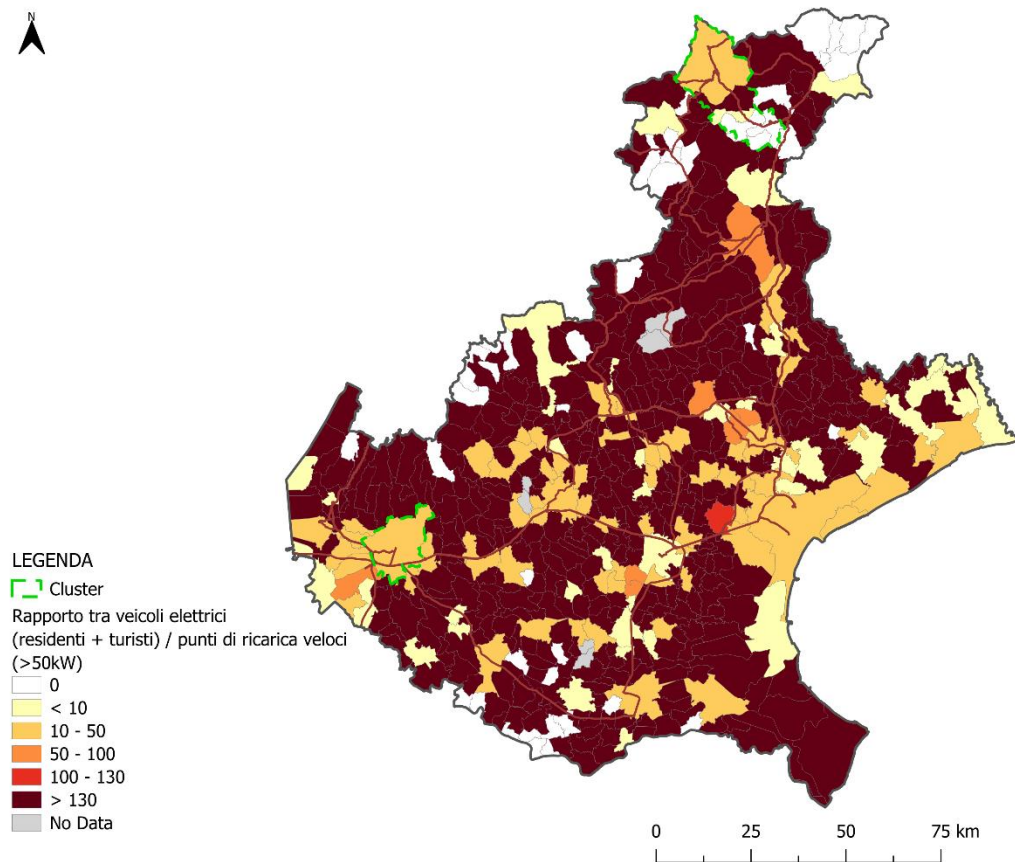 N
LEGENDA
Cluster
Rapporto tra veicoli elettrici
(residenti + turisti) / punti di ricarica veloci
(>50kW)
0
< 10
10 - 50
50 - 100
100 - 130
> 130
No Data
0 25 50 75 km